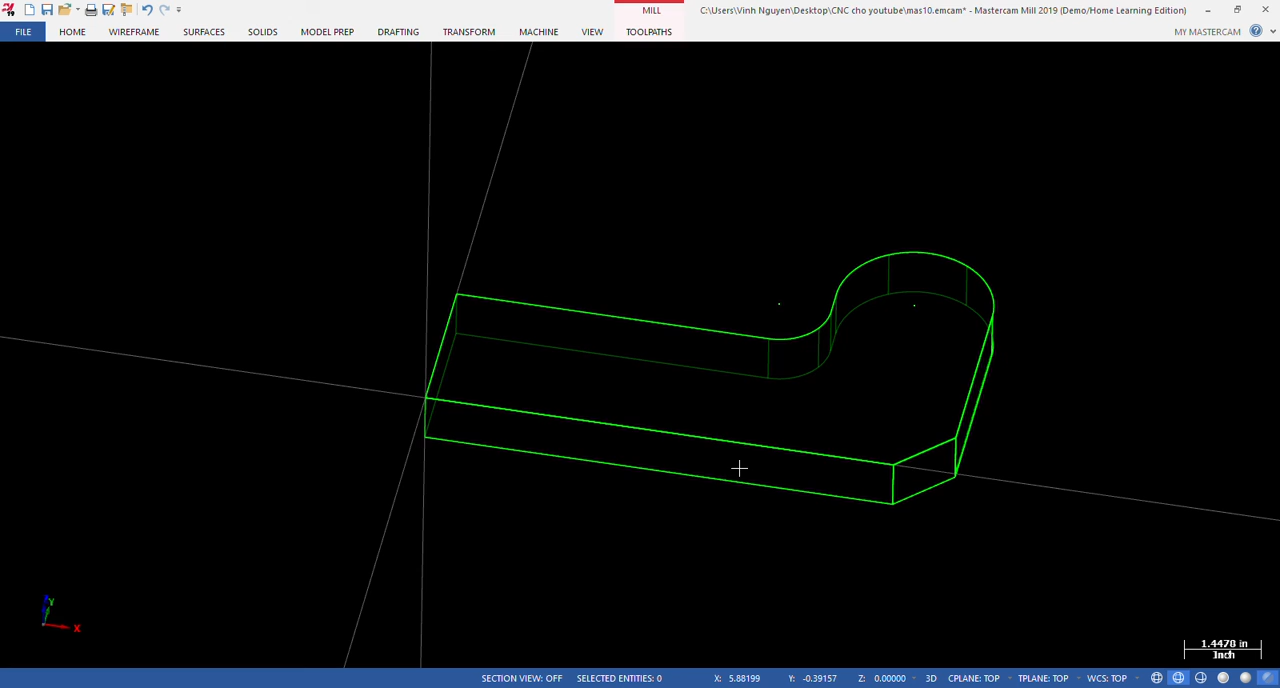 MILL
C:\Users\Vinh Nguyen\Desktop\CNC cho youtube\mas10.emcam* - Mastercam Mill 2019 (Demo/Home Learning Edition)
19
FILE HOME WIREFRAME SURFACES SOLIDS MODEL PREP DRAFTING TRANSFORM MACHINE VIEW TOOLPATHS MY MASTERCAM ?
Y
X
1.4470 in
Inch
SECTION VIEW: OFF SELECTED ENTITIES: 0 X: 5.88199 Y: -0.39157 Z: 0.00000 3D CPLANE: TOP TPLANE: TOP WCS: TOP